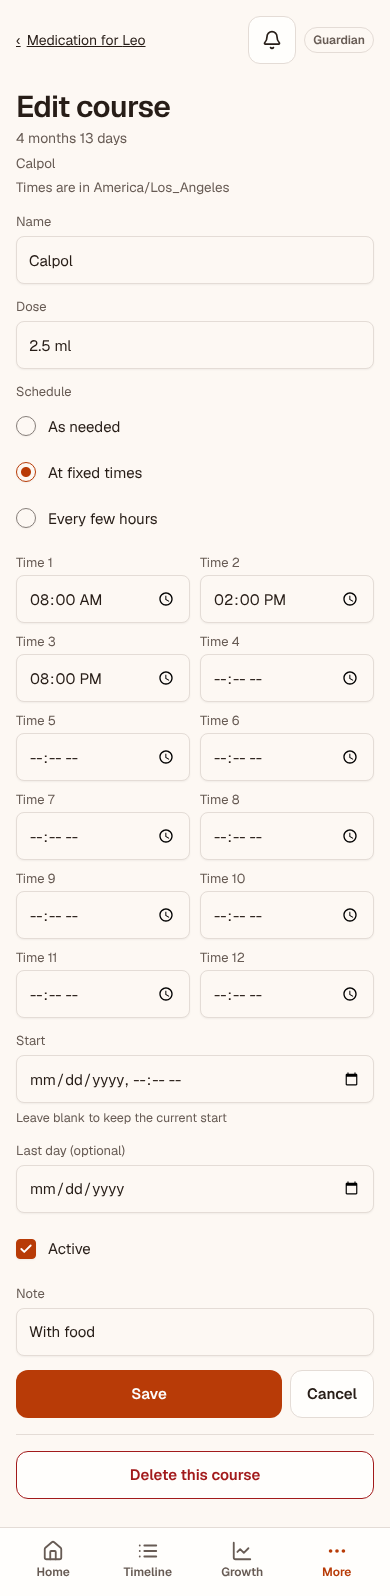 ‹ Medication for Leo
Guardian
Edit course
4 months 13 days
Calpol
Times are in America/Los_Angeles
Name
Calpol
Dose
2.5 ml
Schedule
As needed
At fixed times
Every few hours
Time 1
Time 2
08:00 AM
02:00 PM
Time 3
Time 4
08:00 PM
--:-- --
Time 5
Time 6
--:-- --
--:-- --
Time 7
Time 8
--:-- --
--:-- --
Time 9
Time 10
--:-- --
--:-- --
Time 11
Time 12
--:-- --
--:-- --
Start
mm/dd/yyyy, --:-- --
Leave blank to keep the current start
Last day (optional)
mm/dd/yyyy
Active
Note
With food
Save
Cancel
Delete this course
Home
Timeline
Growth
More